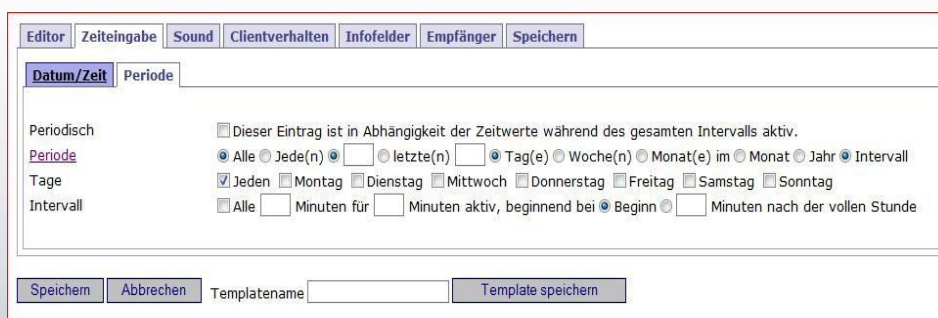 Editor Zeiteingabe Sound Clientverhalten Infofelder Empfänger Speichern
Datum/Zeit Periode
Periodisch Dieser Eintrag ist in Abhängigkeit der Zeitwerte während des gesamten Intervalls aktiv.
Periode Alle Jede(n) letzte(n) Tag(e) Woche(n) Monat(e) im Monat Jahr Intervall
Tage Jeden Montag Dienstag Mittwoch Donnerstag Freitag Samstag Sonntag
Intervall Alle Minuten für Minuten aktiv, beginnend bei Beginn Minuten nach der vollen Stunde
Speichern Abbrechen Templatename Template speichern